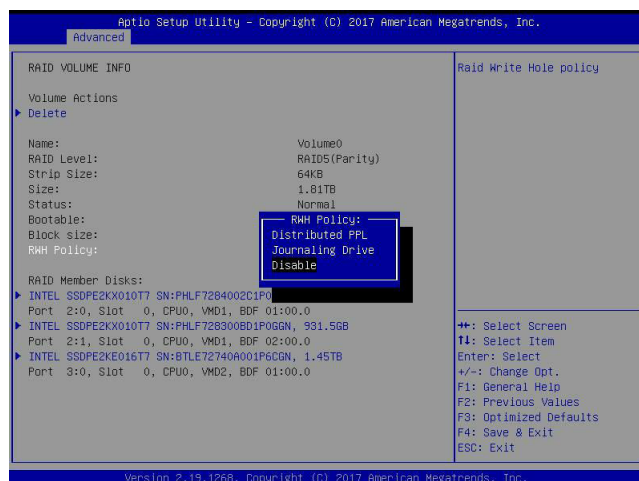 Aptio Setup Utility – Copyright (C) 2017 American Megatrends, Inc.
Advanced
RAID VOLUME INFO
Volume Actions
Delete
Name: Volume0
RAID Level: RAID5(Parity)
Strip Size: 64KB
Size: 1.81TB
Status: Normal
Bootable:
Block size:
RWH Policy:
RWH Policy:
Distributed PPL
Journaling Drive
Disable
RAID Member Disks:
INTEL SSDPE2KX010T7 SN:PHLF7284002C1P0
Port 2:0, Slot 0, CPU0, VMD1, BDF 01:00.0
INTEL SSDPE2KX010T7 SN:PHLF728300BD1P0GGN, 931.5GB
Port 2:1, Slot 0, CPU0, VMD1, BDF 02:00.0
INTEL SSDPE2KE016T7 SN:BTLE72740A001P6CGN, 1.45TB
Port 3:0, Slot 0, CPU0, VMD2, BDF 01:00.0
Raid Write Hole policy
→←: Select Screen
↑↓: Select Item
Enter: Select
+/-: Change Opt.
F1: General Help
F2: Previous Values
F3: Optimized Defaults
F4: Save & Exit
ESC: Exit
Version 2.19.1268. Copyright (C) 2017 American Megatrends, Inc.